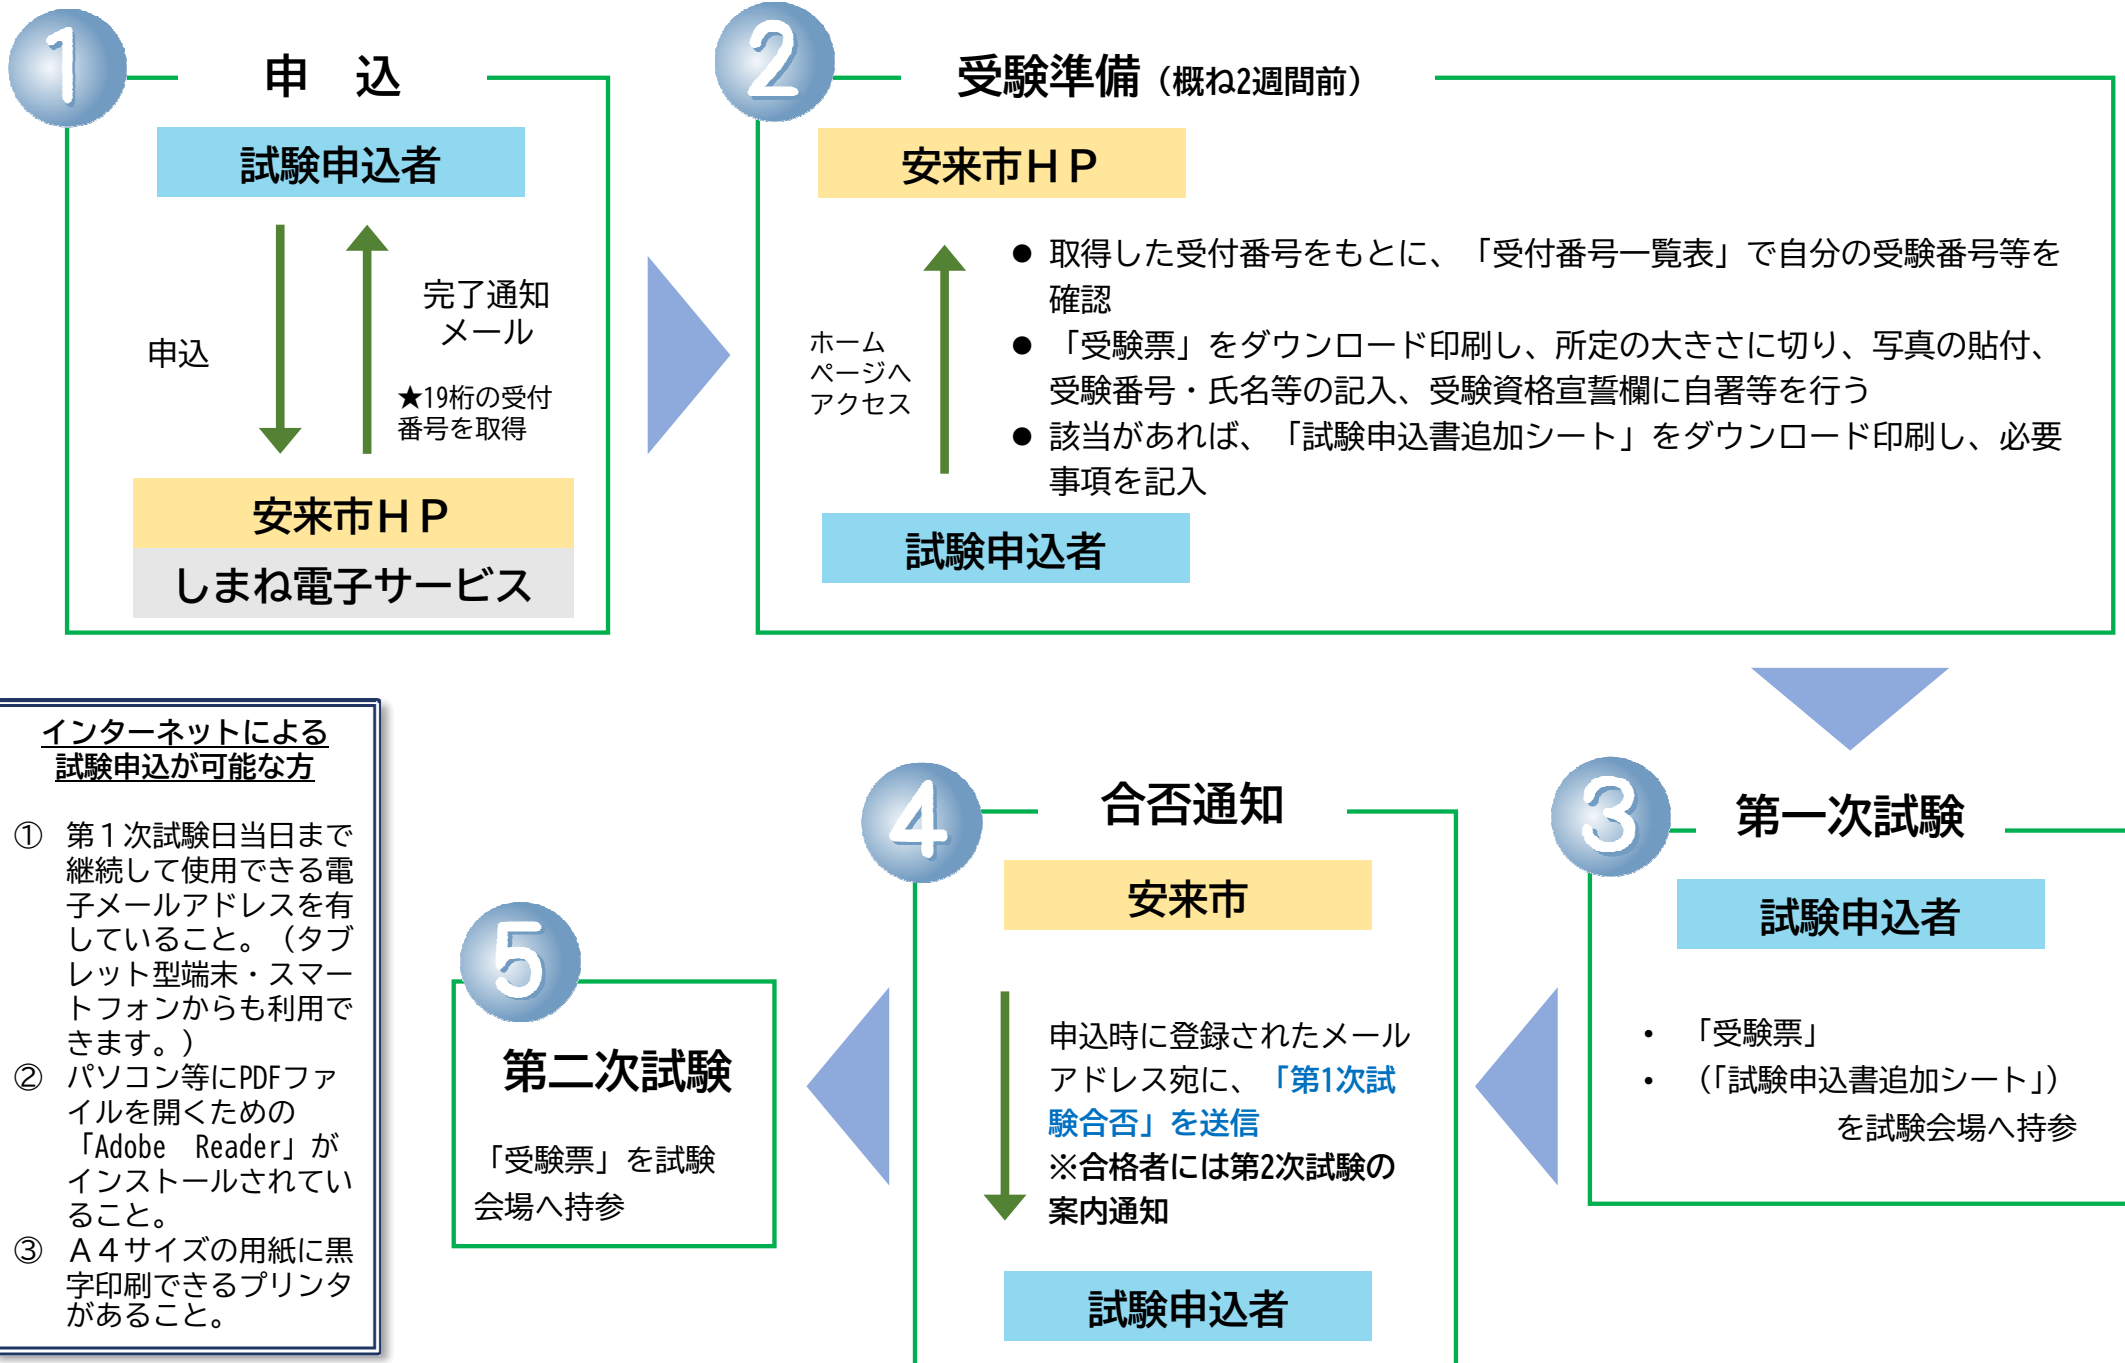 1
申　込
試験申込者
申込
完了通知
メール
★19桁の受付
番号を取得
安来市ＨＰ
しまね電子サービス
2
受験準備（概ね2週間前）
安来市ＨＰ
ホーム
ページへ
アクセス
● 取得した受付番号をもとに、「受付番号一覧表」で自分の受験番号等を
確認
● 「受験票」をダウンロード印刷し、所定の大きさに切り、写真の貼付、
受験番号・氏名等の記入、受験資格宣誓欄に自署等を行う
● 該当があれば、「試験申込書追加シート」をダウンロード印刷し、必要
事項を記入
試験申込者
3
第一次試験
試験申込者
・ 「受験票」
・ （「試験申込書追加シート」）
を試験会場へ持参
4
合否通知
安来市
申込時に登録されたメール
アドレス宛に、「第1次試
験合否」を送信
※合格者には第2次試験の
案内通知
試験申込者
5
第二次試験
「受験票」を試験
会場へ持参
インターネットによる
試験申込が可能な方
① 第１次試験日当日まで
継続して使用できる電
子メールアドレスを有
していること。（タブ
レット型端末・スマー
トフォンからも利用で
きます。）
② パソコン等にPDFファ
イルを開くための
「Adobe　Reader」が
インストールされてい
ること。
③ Ａ４サイズの用紙に黒
字印刷できるプリンタ
があること。